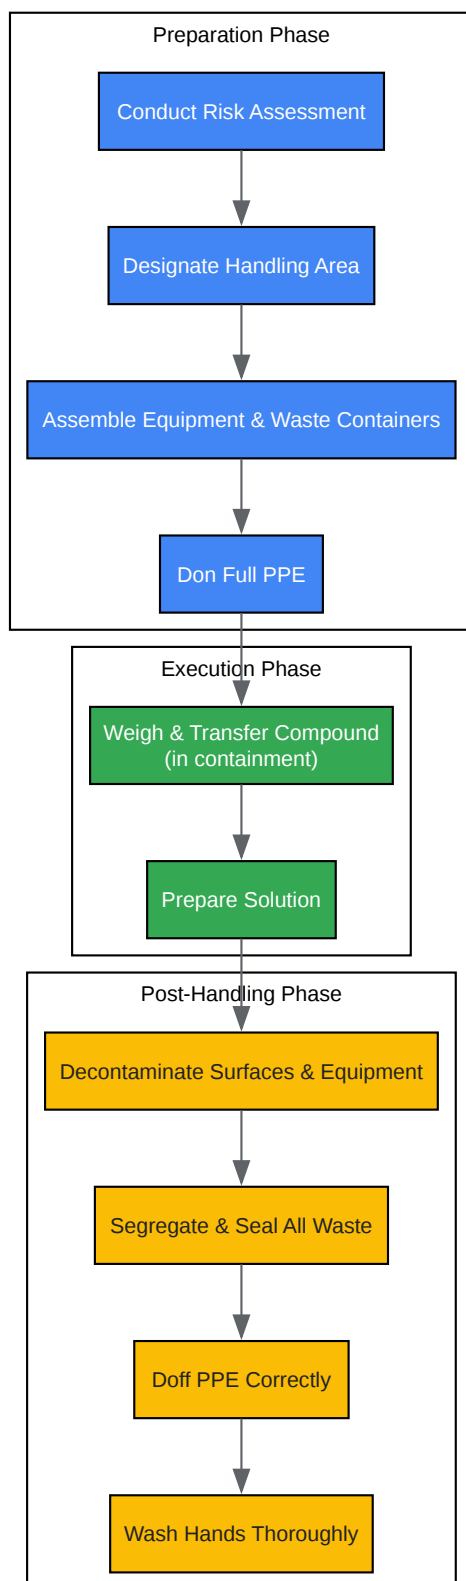 Preparation Phase
Conduct Risk Assessment
Designate Handling Area
Assemble Equipment & Waste Containers
Don Full PPE
Execution Phase
Weigh & Transfer Compound
(in containment)
Prepare Solution
Post-Handling Phase
Decontaminate Surfaces & Equipment
Segregate & Seal All Waste
Doff PPE Correctly
Wash Hands Thoroughly